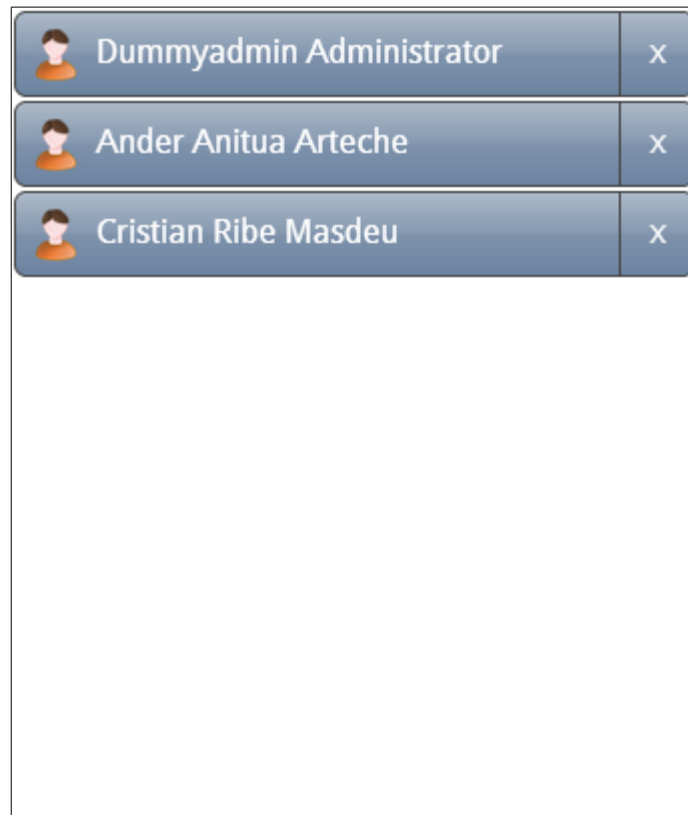 Dummyadmin Administrator x
Ander Anitua Arteche x
Cristian Ribe Masdeu x